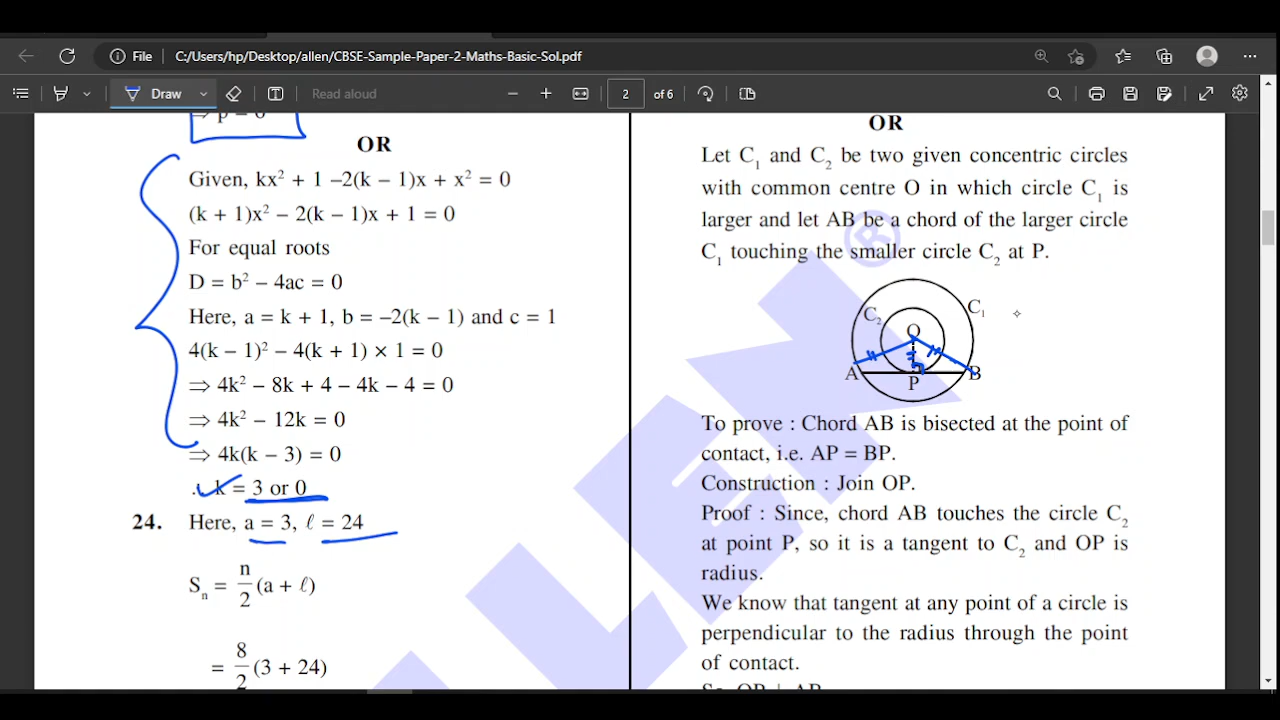 File
C:/Users/hp/Desktop/allen/CBSE-Sample-Paper-2-Maths-Basic-Sol.pdf
Draw
Read aloud
2
of 6
OR
Given, kx² + 1 –2(k – 1)x + x² = 0
(k + 1)x² – 2(k – 1)x + 1 = 0
For equal roots
D = b² – 4ac = 0
Here, a = k + 1, b = –2(k – 1) and c = 1
4(k – 1)² – 4(k + 1) × 1 = 0
⇒ 4k² – 8k + 4 – 4k – 4 = 0
⇒ 4k² – 12k = 0
⇒ 4k(k – 3) = 0
∴ k = 3 or 0
24. Here, a = 3, ℓ = 24
Sₙ = n/2 (a + ℓ)
= 8/2 (3 + 24)
OR
Let C₁ and C₂ be two given concentric circles
with common centre O in which circle C₁ is
larger and let AB be a chord of the larger circle
C₁ touching the smaller circle C₂ at P.
C₂
C₁
O
A
P
B
To prove : Chord AB is bisected at the point of
contact, i.e. AP = BP.
Construction : Join OP.
Proof : Since, chord AB touches the circle C₂
at point P, so it is a tangent to C₂ and OP is
radius.
We know that tangent at any point of a circle is
perpendicular to the radius through the point
of contact.